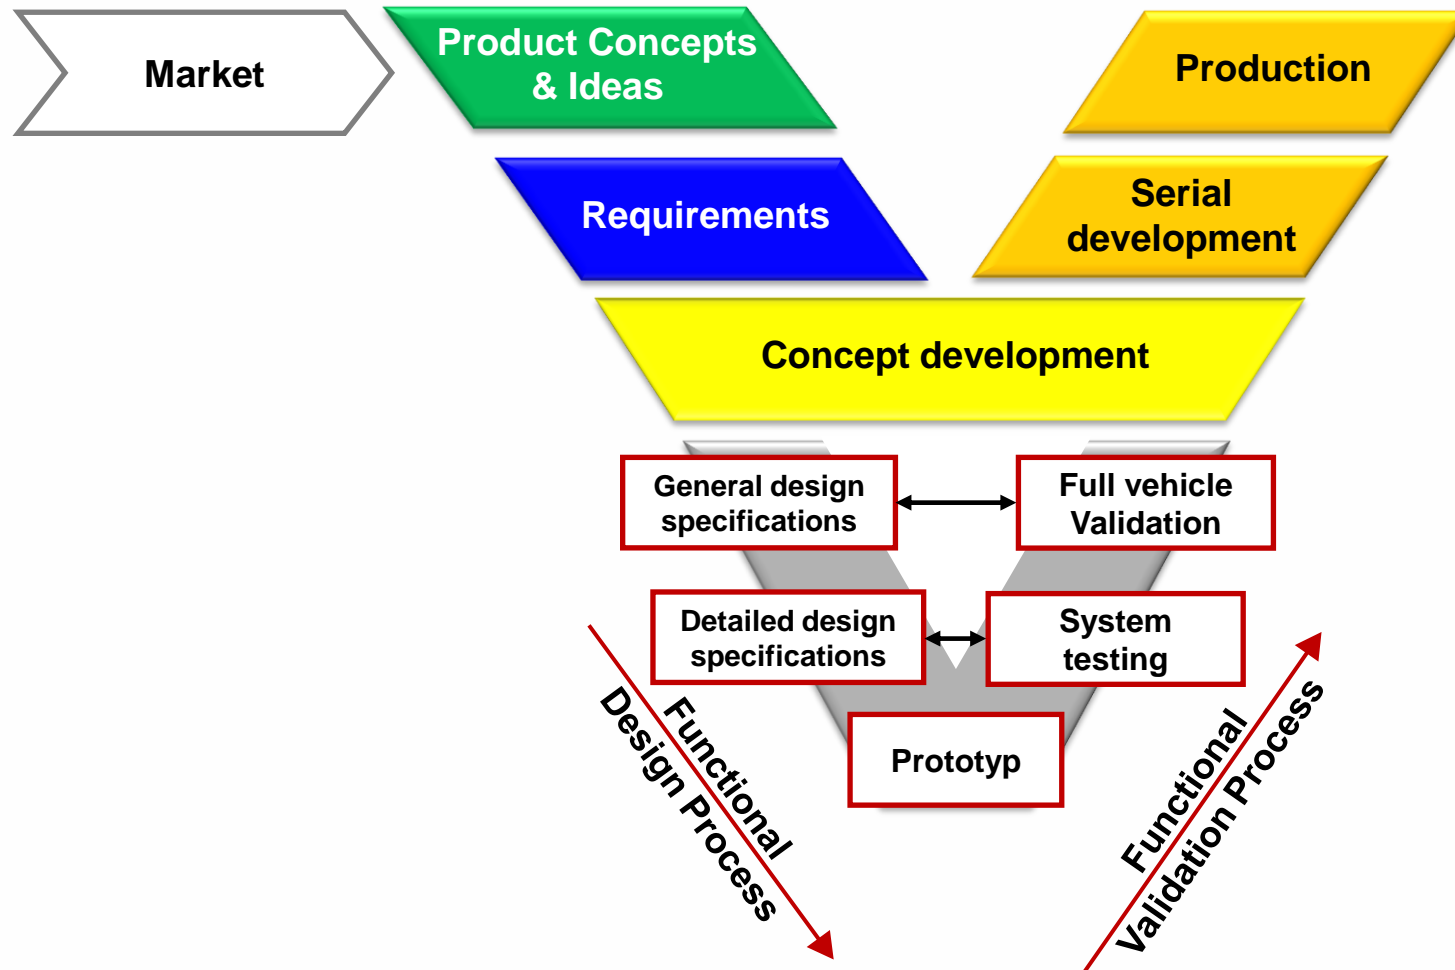 Market
Product Concepts
& Ideas
Production
Requirements
Serial
development
Concept development
General design
specifications
Full vehicle
Validation
Detailed design
specifications
System
testing
Prototyp
Functional
Design Process
Functional
Validation Process